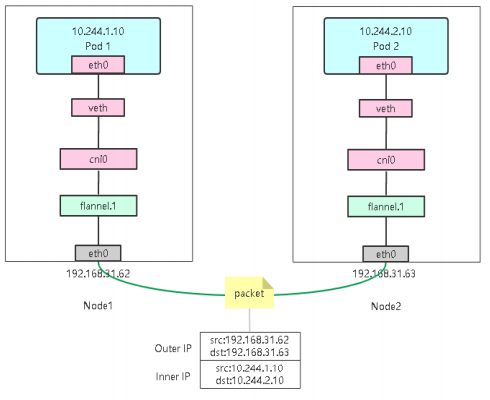 10.244.1.10
Pod 1
eth0
veth
cni0
flannel.1
eth0
192.168.31.62
Node1
10.244.2.10
Pod 2
eth0
veth
cni0
flannel.1
eth0
192.168.31.63
Node2
packet
Outer IP
src:192.168.31.62
dst:192.168.31.63
Inner IP
src:10.244.1.10
dst:10.244.2.10